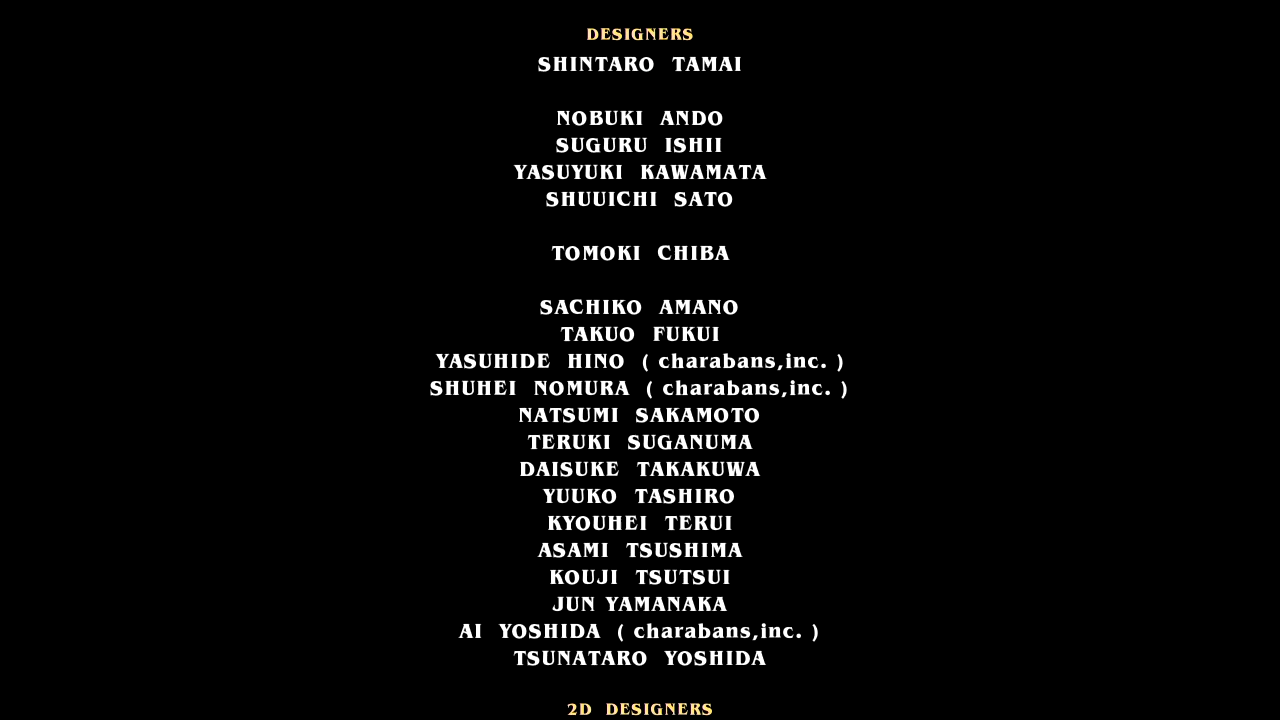 DESIGNERS
SHINTARO TAMAI
NOBUKI ANDO
SUGURU ISHII
YASUYUKI KAWAMATA
SHUUICHI SATO
TOMOKI CHIBA
SACHIKO AMANO
TAKUO FUKUI
YASUHIDE HINO ( charabans,inc. )
SHUHEI NOMURA ( charabans,inc. )
NATSUMI SAKAMOTO
TERUKI SUGANUMA
DAISUKE TAKAKUWA
YUUKO TASHIRO
KYOUHEI TERUI
ASAMI TSUSHIMA
KOUJI TSUTSUI
JUN YAMANAKA
AI YOSHIDA ( charabans,inc. )
TSUNATARO YOSHIDA
2D DESIGNERS